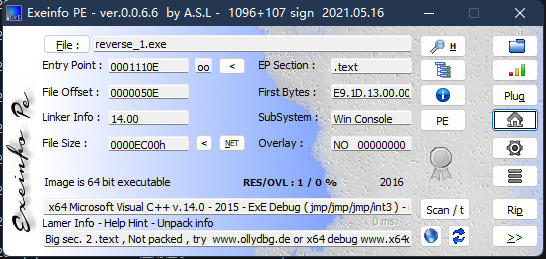 Exeinfo PE - ver.0.0.6.6 by A.S.L - 1096+107 sign 2021.05.16
Exeinfo Pe
File : reverse_1.exe H
Entry Point : 0001110E oo < EP Section : .text
File Offset : 0000050E First Bytes : E9.1D.13.00.00 Plug
Linker Info : 14.00 SubSystem : Win Console PE
File Size : 0000EC00h < NET Overlay : NO 00000000
Image is 64 bit executable RES/OVL : 1 / 0 % 2016
x64 Microsoft Visual C++ v.14.0 - 2015 - ExE Debug ( jmp/jmp/jmp/int3 ) - Scan / t Rip
Lamer Info - Help Hint - Unpack info 0 ms.
Big sec. 2 .text , Not packed , try www.ollydbg.de or x64 debug www.x64 >>